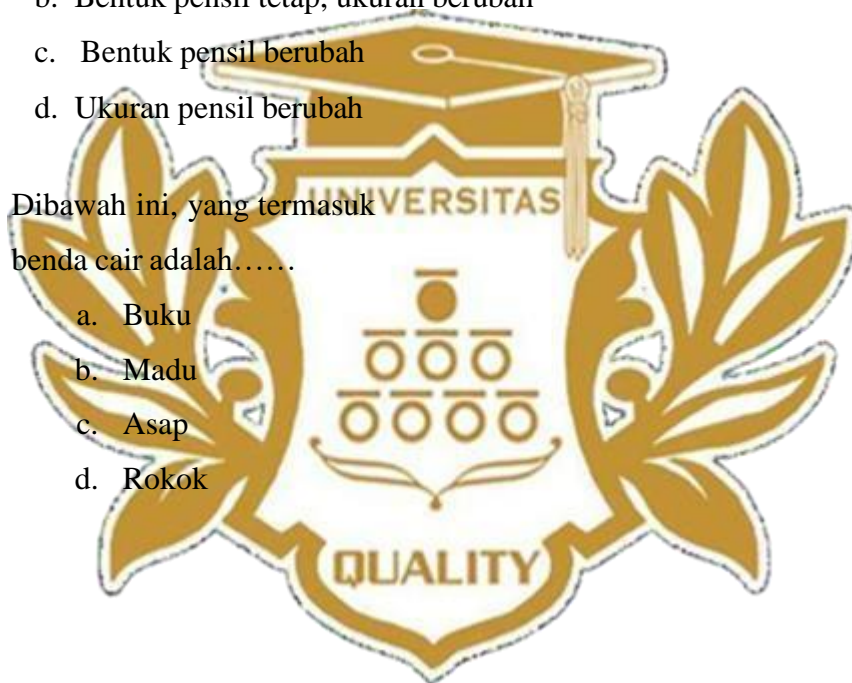 b. Bentuk pensil tetap, ukuran berubah
c. Bentuk pensil berubah
d. Ukuran pensil berubah
Dibawah ini, yang termasuk
benda cair adalah……
a. Buku
b. Madu
c. Asap
d. Rokok
UNIVERSITAS
QUALITY